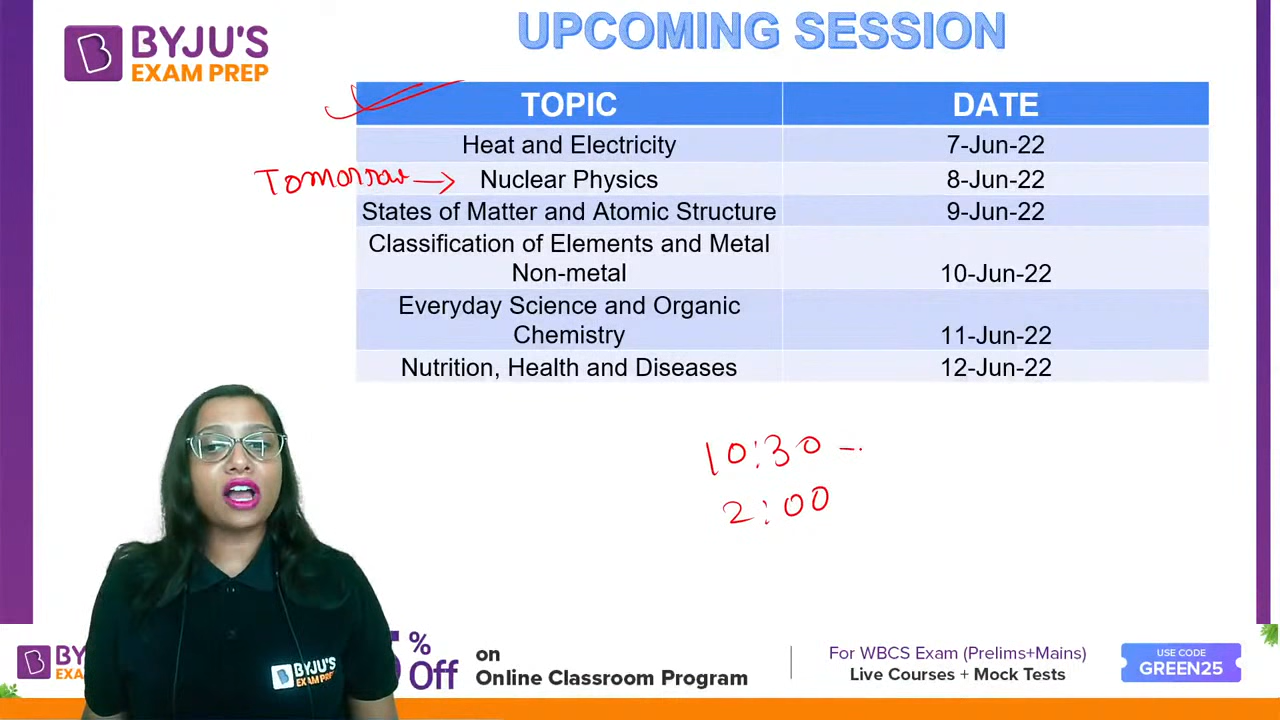 BYJU'S
EXAM PREP
UPCOMING SESSION
TOPIC DATE
Heat and Electricity 7-Jun-22
Tomorrow → Nuclear Physics 8-Jun-22
States of Matter and Atomic Structure 9-Jun-22
Classification of Elements and Metal
Non-metal 10-Jun-22
Everyday Science and Organic
Chemistry 11-Jun-22
Nutrition, Health and Diseases 12-Jun-22
10:30 -
2:00
BYJU'S
EXAM PREP
%
Off
on
Online Classroom Program
For WBCS Exam (Prelims+Mains)
Live Courses + Mock Tests
USE CODE
GREEN25